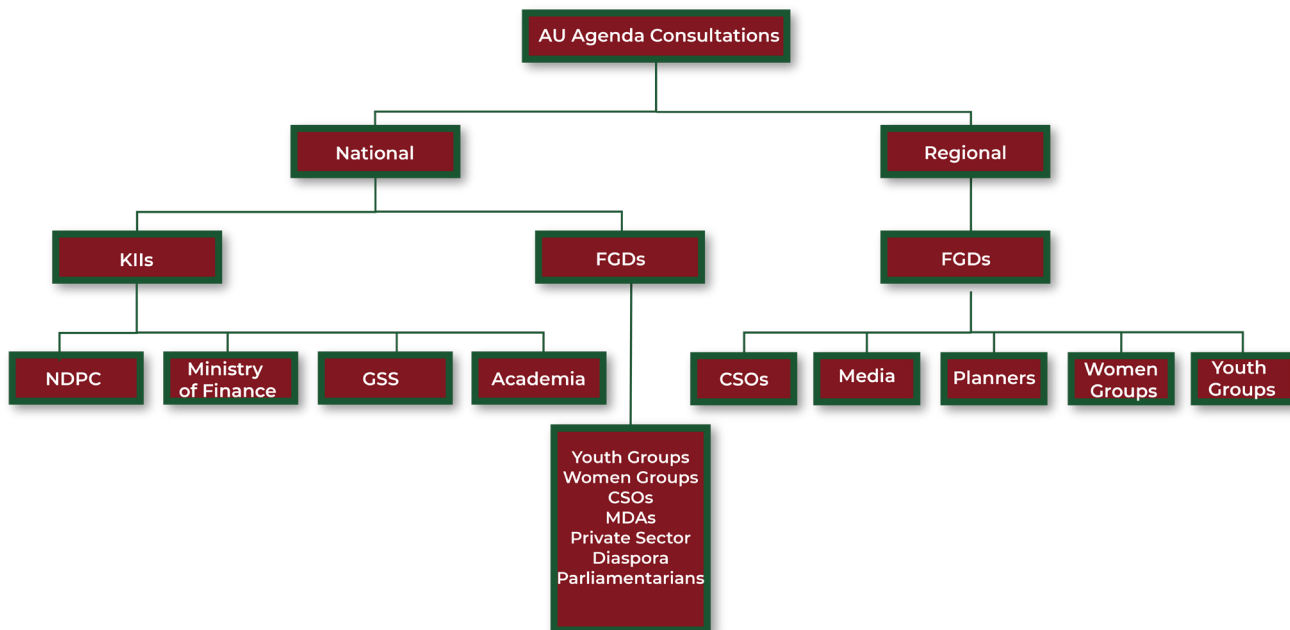 AU Agenda Consultations
National
Regional
KIIs
FGDs
FGDs
NDPC
Ministry
of Finance
GSS
Academia
CSOs
Media
Planners
Women
Groups
Youth
Groups
Youth Groups
Women Groups
CSOs
MDAs
Private Sector
Diaspora
Parliamentarians